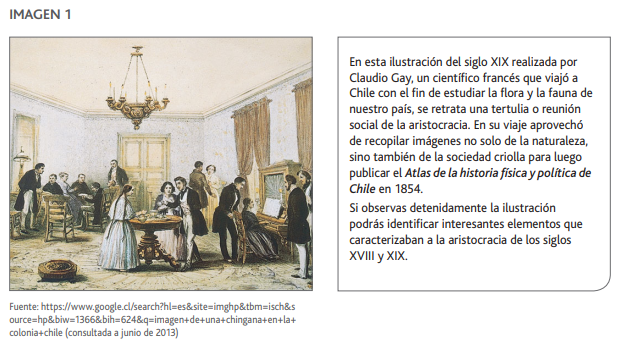 IMAGEN 1
En esta ilustración del siglo XIX realizada por
Claudio Gay, un científico francés que viajó a
Chile con el fin de estudiar la flora y la fauna de
nuestro país, se retrata una tertulia o reunión
social de la aristocracia. En su viaje aprovechó
de recopilar imágenes no solo de la naturaleza,
sino también de la sociedad criolla para luego
publicar el Atlas de la historia física y política de
Chile en 1854.
Si observas detenidamente la ilustración
podrás identificar interesantes elementos que
caracterizaban a la aristocracia de los siglos
XVIII y XIX.
Fuente: https://www.google.cl/search?hl=es&site=imghp&tbm=isch&s
ource=hp&biw=1366&bih=624&q=imagen+de+una+chingana+en+la+
colonia+chile (consultada a junio de 2013)